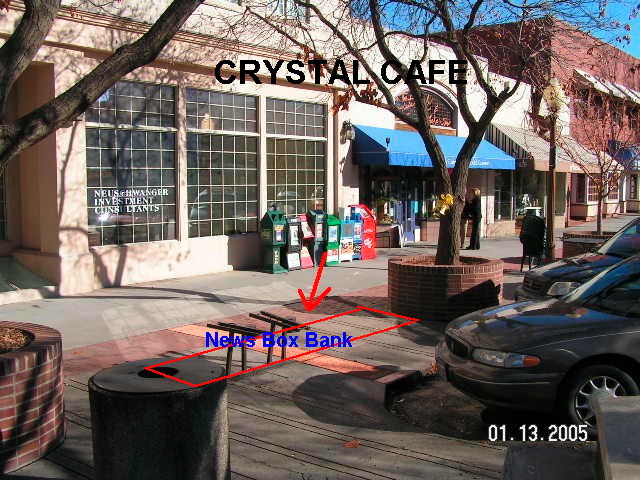 CRYSTAL CAFE
NEUSCHWANGER
INVESTMENT
CONSULTANTS
News Box Bank
01.13.2005